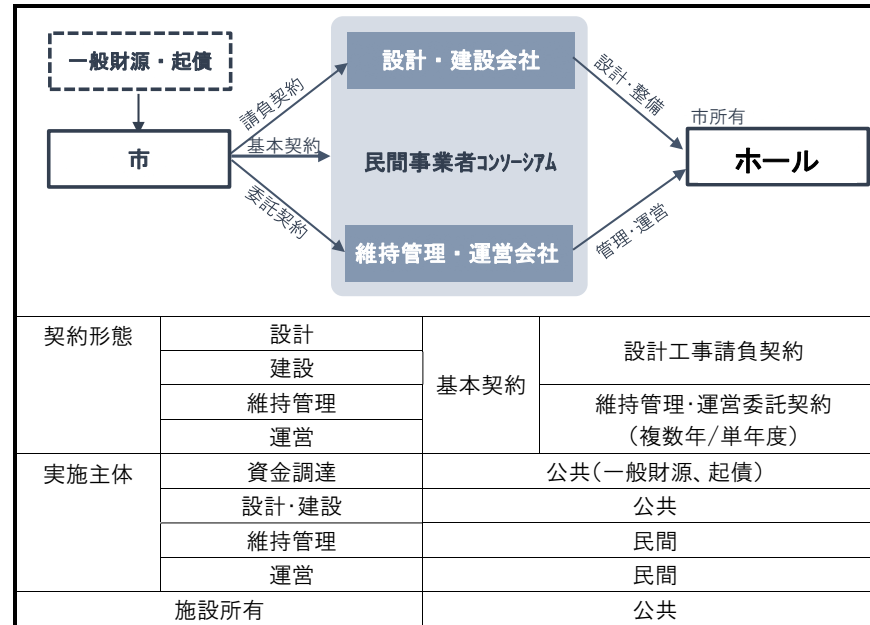 一般財源・起債
設計・建設会社
設計・整備
請負契約
市所有
市
基本契約
民間事業者コンソーシアム
ホール
委託契約
維持管理・運営会社
管理・運営
契約形態
設計
基本契約
設計工事請負契約
建設
維持管理
維持管理・運営委託契約
(複数年/単年度)
運営
実施主体
資金調達
公共(一般財源、起債)
設計・建設
公共
維持管理
民間
運営
民間
施設所有
公共